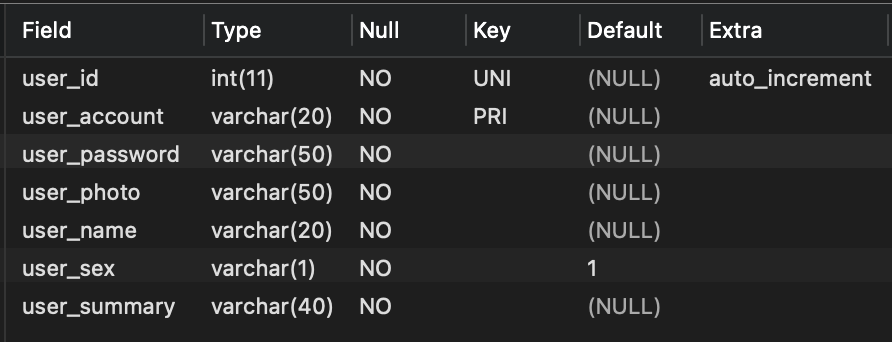 Field Type Null Key Default Extra
user_id int(11) NO UNI (NULL) auto_increment
user_account varchar(20) NO PRI (NULL)
user_password varchar(50) NO (NULL)
user_photo varchar(50) NO (NULL)
user_name varchar(20) NO (NULL)
user_sex varchar(1) NO 1
user_summary varchar(40) NO (NULL)